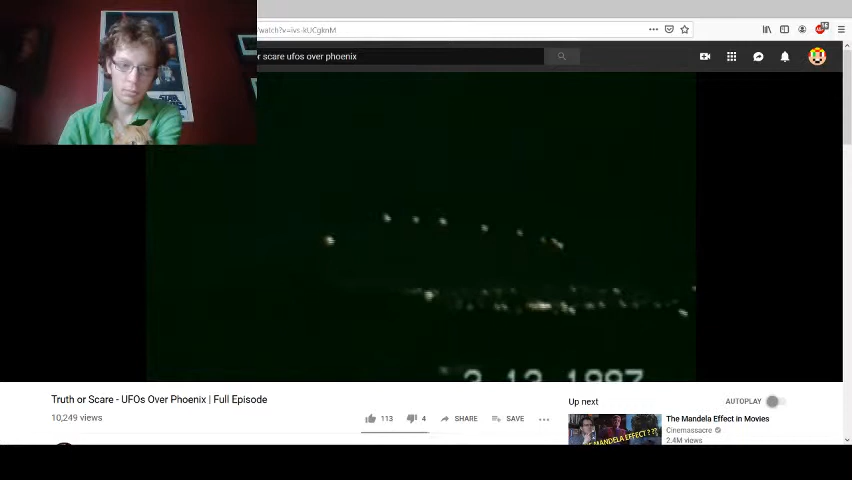 /watch?v=ivs-kUCgknM
r scare ufos over phoenix
3 13 1997
Truth or Scare - UFOs Over Phoenix | Full Episode
10,249 views
113
4
SHARE
SAVE
Up next
AUTOPLAY
The Mandela Effect in Movies
Cinemassacre
2.4M views
MANDELA EFFECT ???